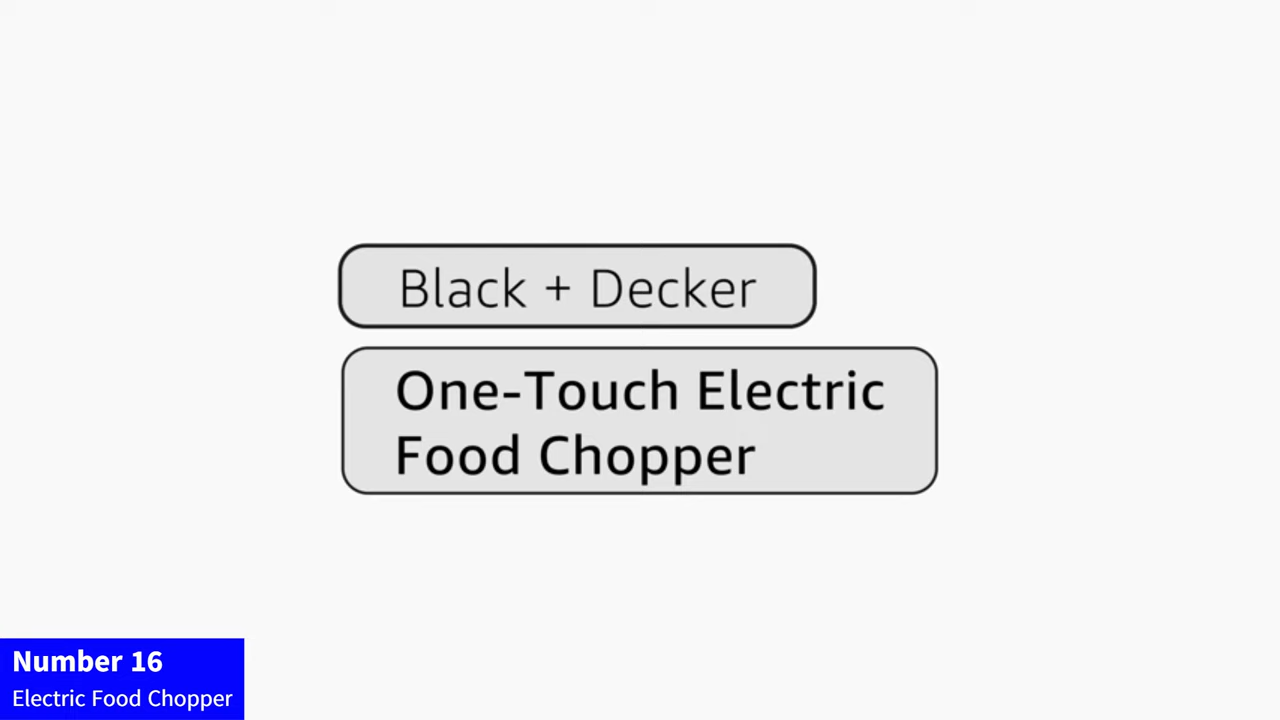 Black + Decker
One-Touch Electric
Food Chopper
Number 16
Electric Food Chopper